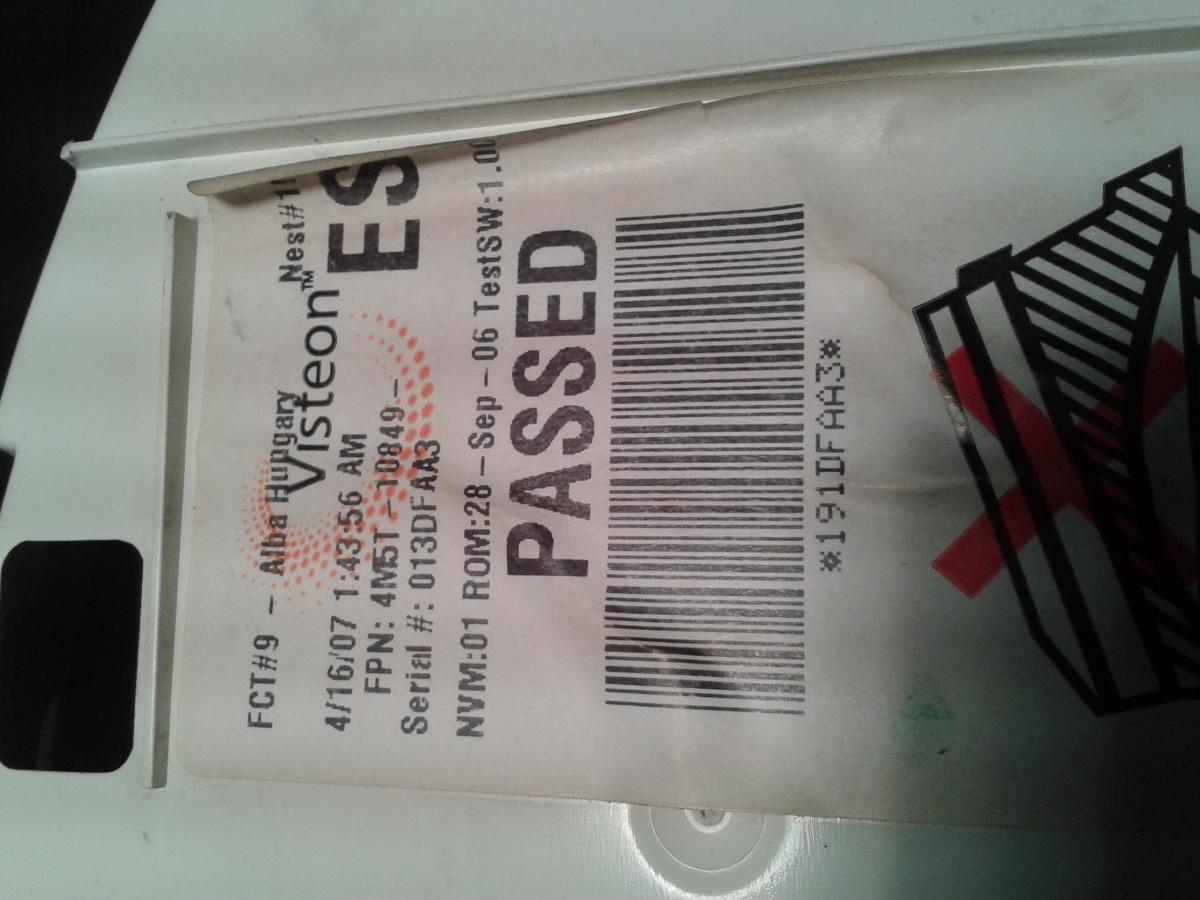 FCT#9 - Alba Hungary Nest#1
Visteon™
4/16/07 1:43:56 AM
FPN: 4M5T-10849-
ES
Serial #: 013DFAA3
NVM:01 ROM:28-Sep-06 TestSW:1.00
PASSED
*191DFAA3*